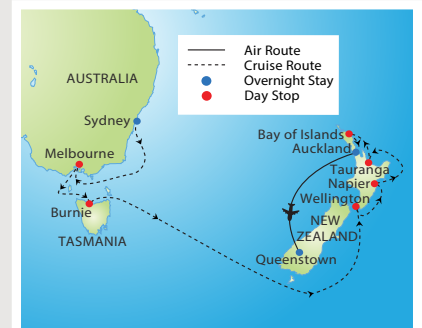 Air Route
Cruise Route
Overnight Stay
Day Stop
AUSTRALIA
Sydney
Melbourne
Burnie
TASMANIA
Bay of Islands
Auckland
Tauranga
Napier
Wellington
NEW
ZEALAND
Queenstown